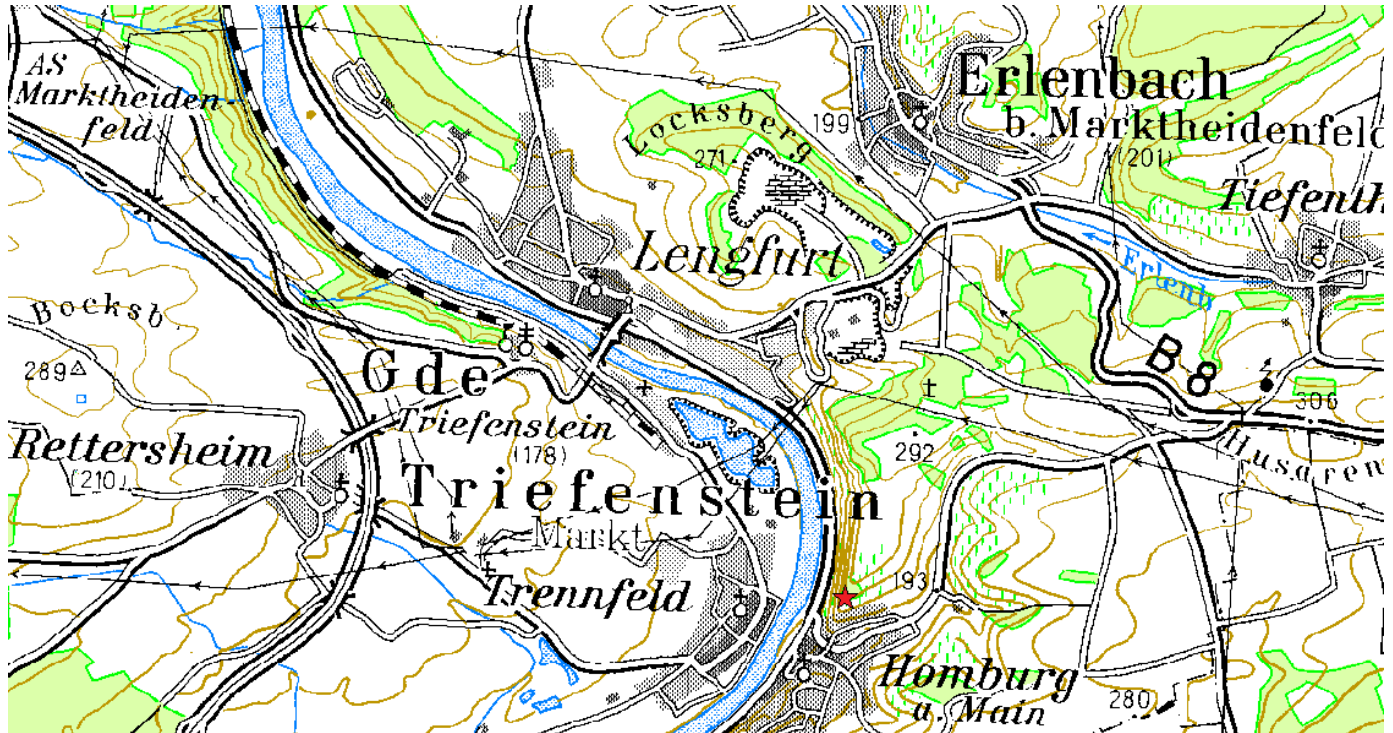 AS
Marktheiden-
feld
Erlenbach
b. Marktheidenfeld
(201)
199
Locksberg
271
Tiefenth
Lengfurt
Erlenb
Bocksb.
289
B 8
306
Gde
Triefenstein
(178)
Rettersheim
(210)
292
Husaren
Triefenstein
Markt
Trennfeld
193
Homburg
a. Main
280